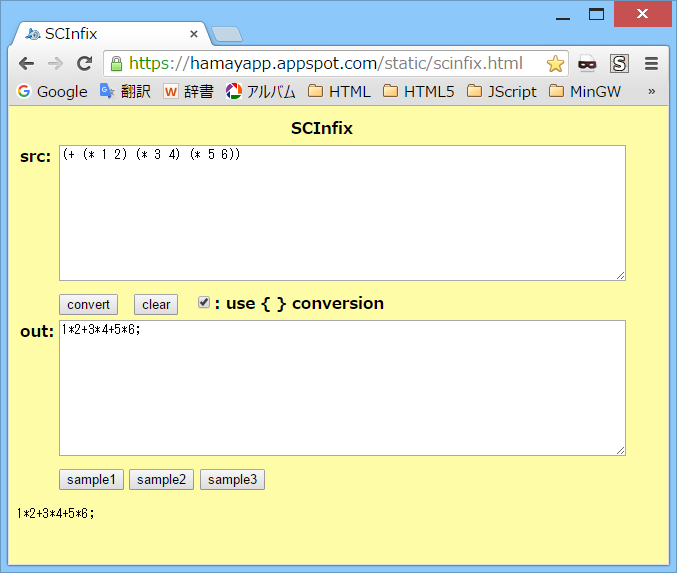 SCInfix
https://hamayapp.appspot.com/static/scinfix.html
Google 翻訳 W 辞書 アルバム HTML HTML5 JScript MinGW »
SCInfix
src: (+ (* 1 2) (* 3 4) (* 5 6))
convert clear : use { } conversion
out: 1*2+3*4+5*6;
sample1 sample2 sample3
1*2+3*4+5*6;